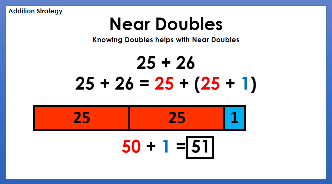 Addition Strategy
Near Doubles
Knowing Doubles helps with Near Doubles
25 + 26
25 + 26 = 25 + (25 + 1)
25 25 1
50 + 1 = 51